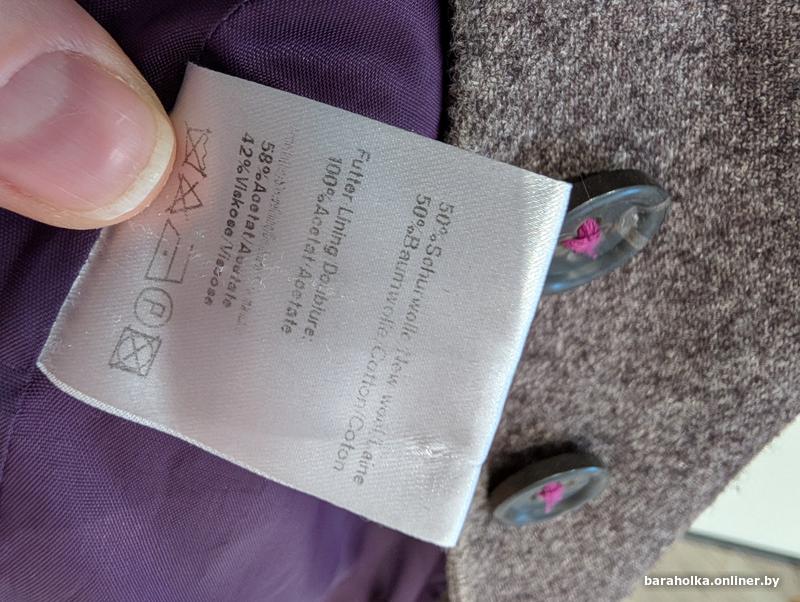 50%Schurwolle/New wool/Laine
50%Baumwolle/Cotton/Coton
Futter Lining Doublure:
100%Acetat Acetate
58%Acetat/Acetate
42%Viskose/Viscose
P
baraholka.onliner.by